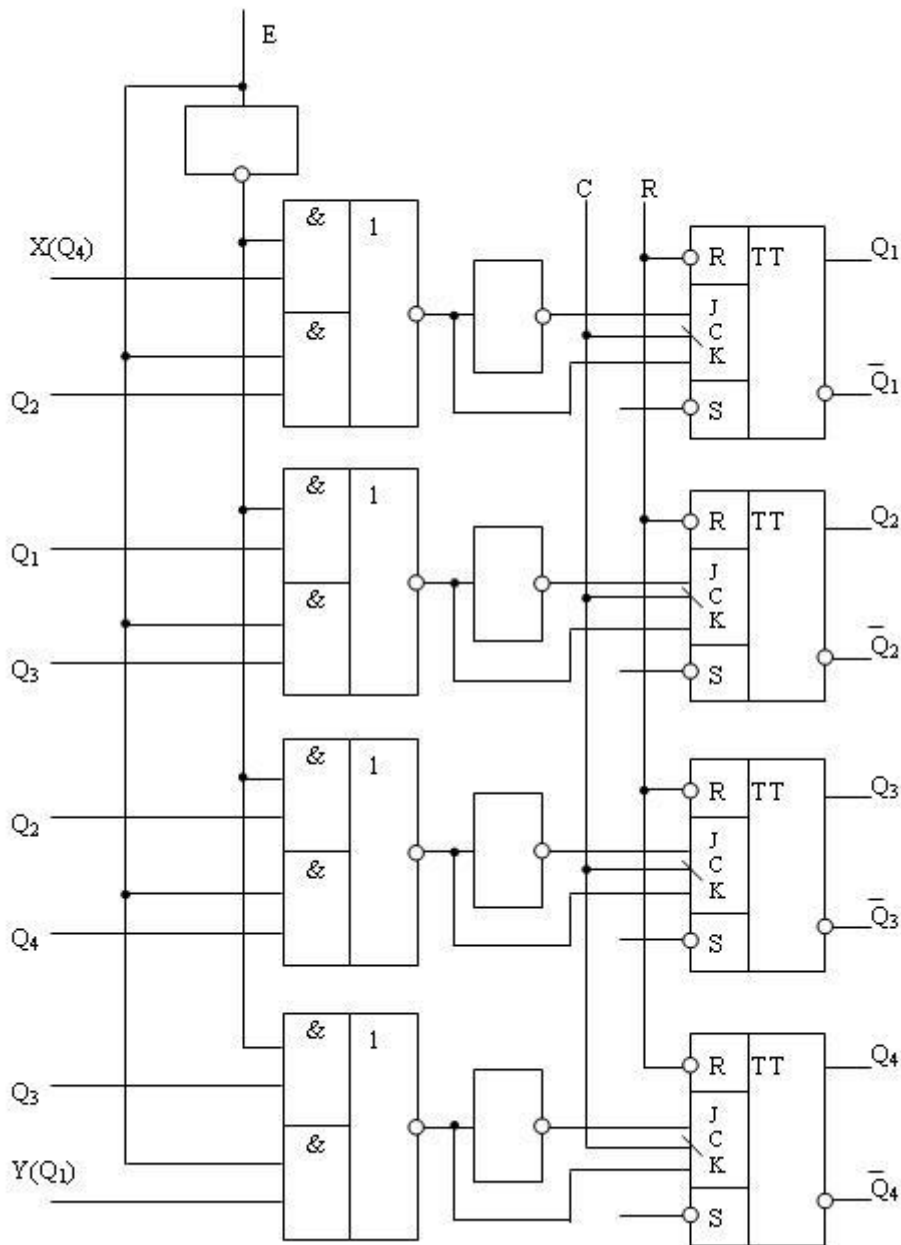 E
C R
& 1
X(Q4)
&
Q2
R TT Q1
J
C
K
S Q̅1
& 1
Q1
&
Q3
R TT Q2
J
C
K
S Q̅2
& 1
Q2
&
Q4
R TT Q3
J
C
K
S Q̅3
& 1
Q3
&
Y(Q1)
R TT Q4
J
C
K
S Q̅4